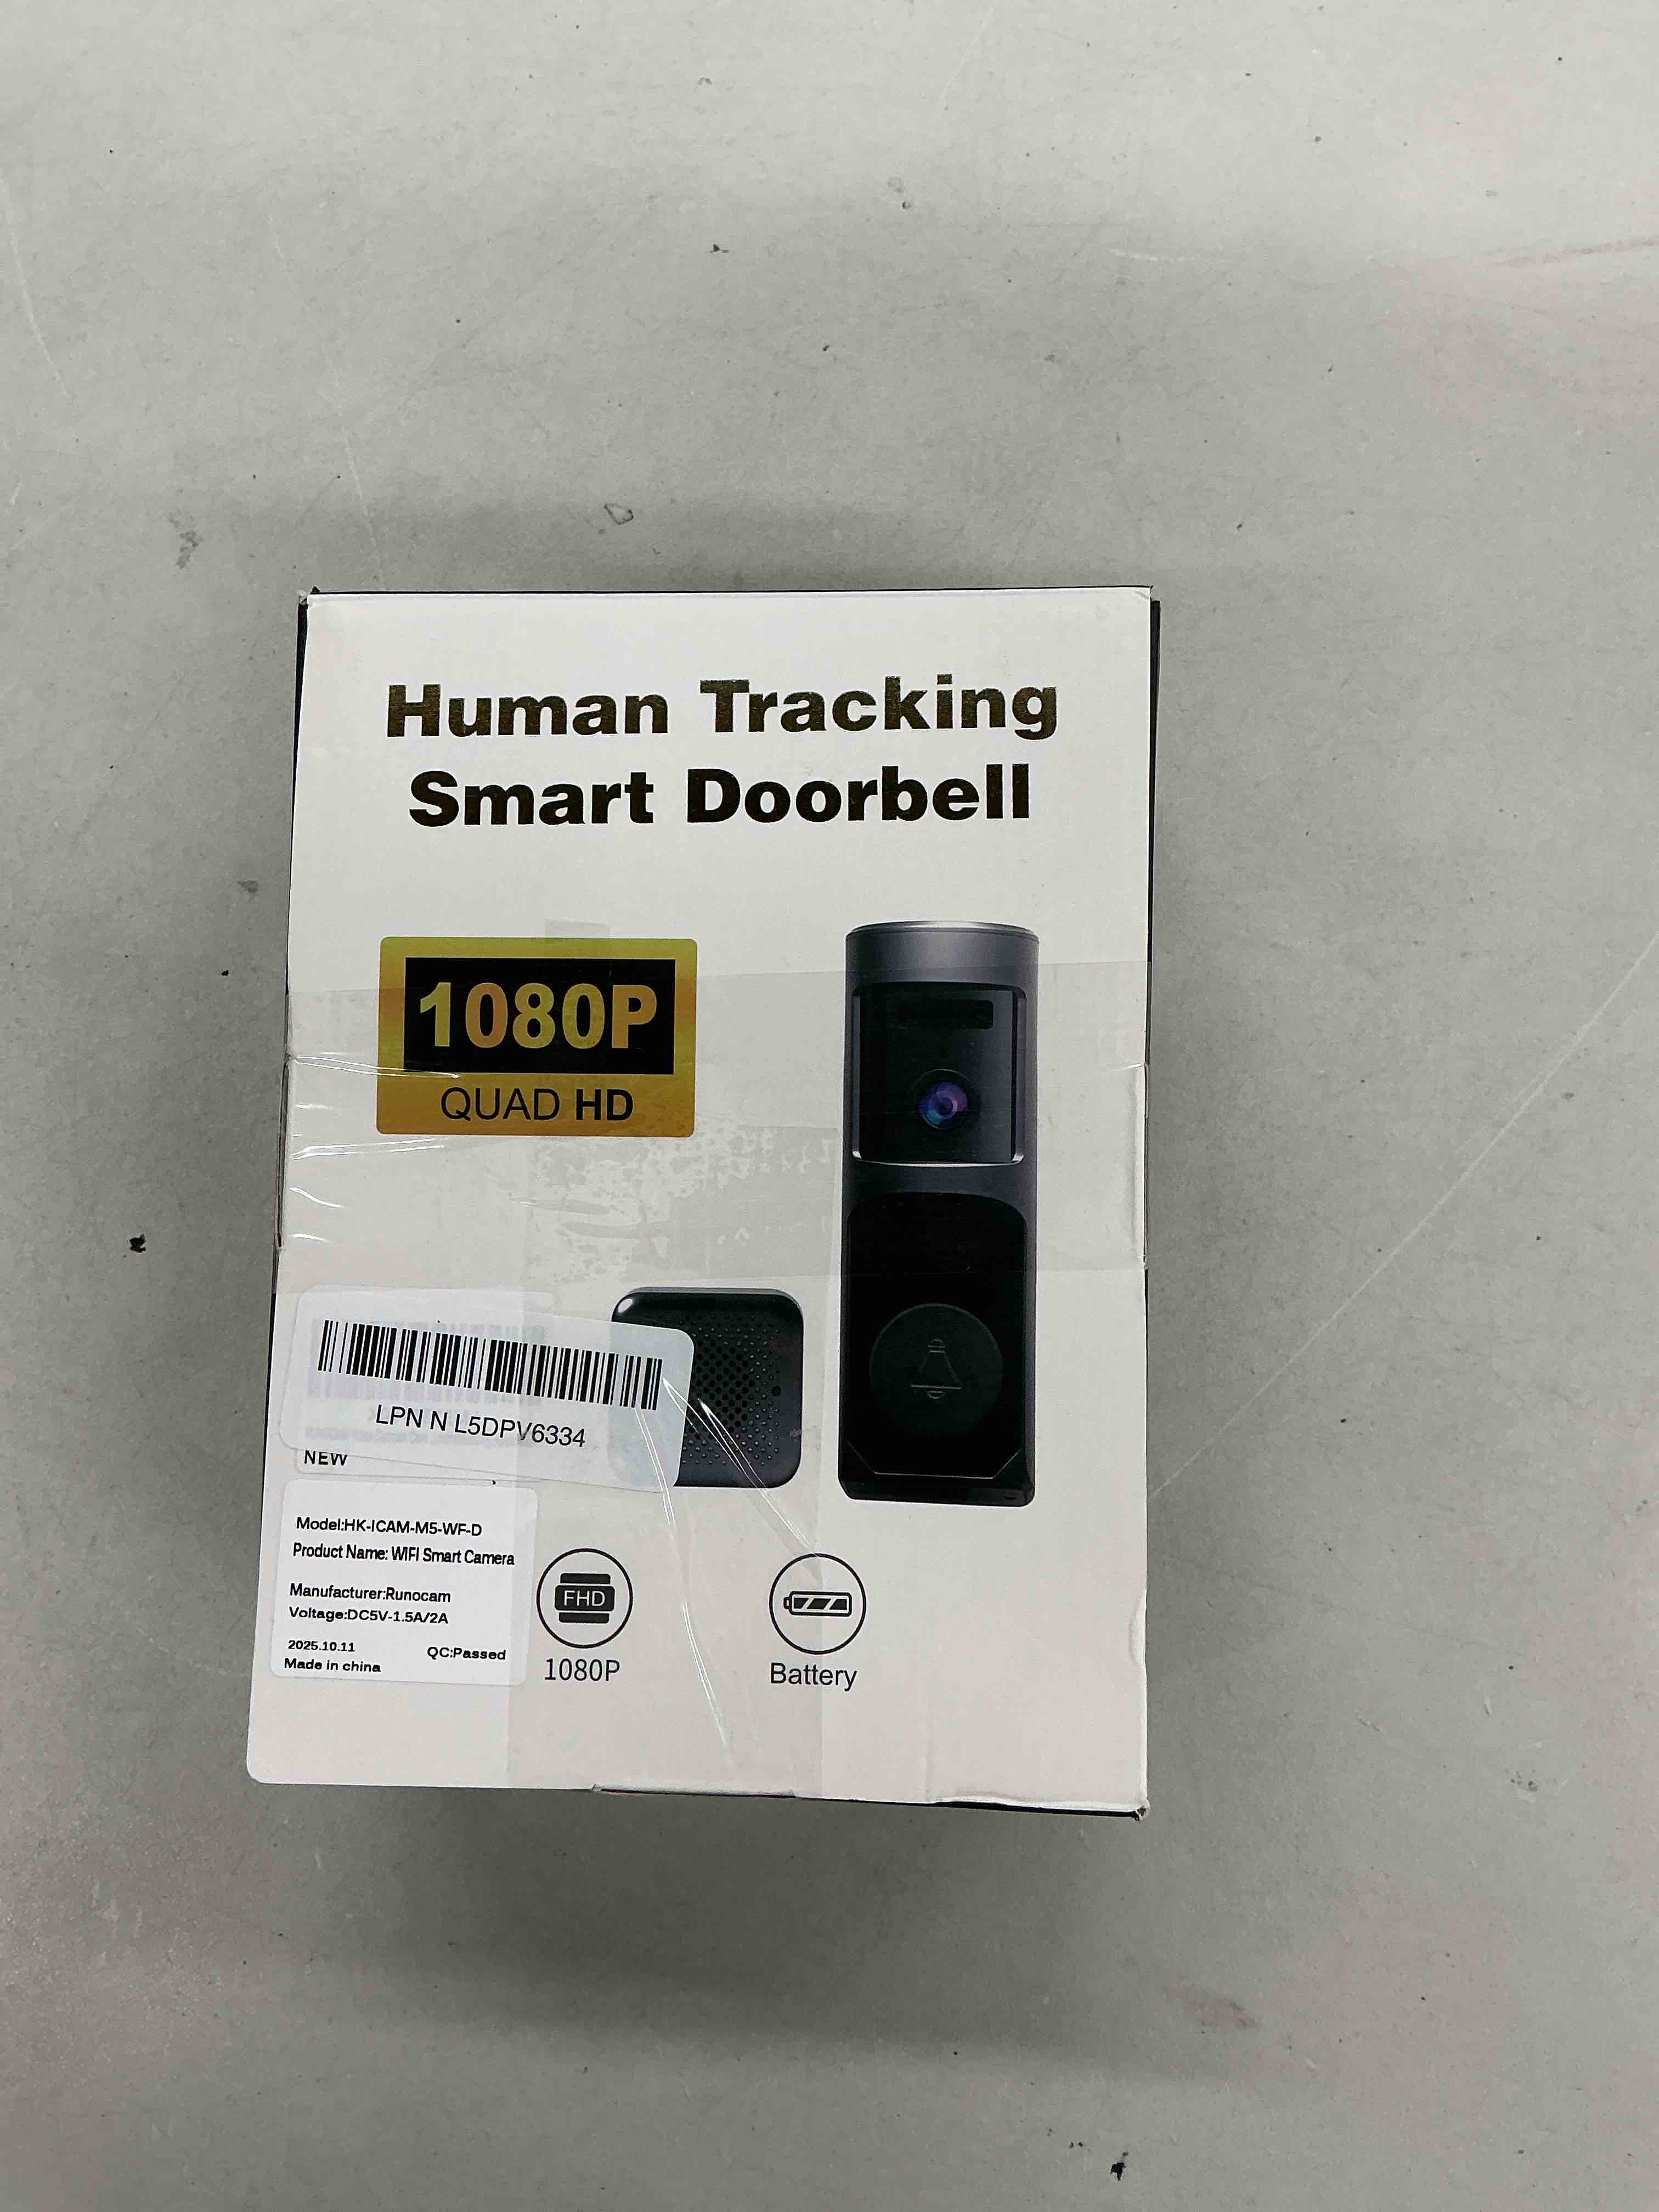 Human Tracking
Smart Doorbell
1080P
QUAD HD
LPN N L5DPV6334
NEW
Model:HK-ICAM-M5-WF-D
Product Name: WIFI Smart Camera
Manufacturer:Runocam
Voltage:DC5V-1.5A/2A
2025.10.11
QC:Passed
Made in china
FHD
1080P
Battery